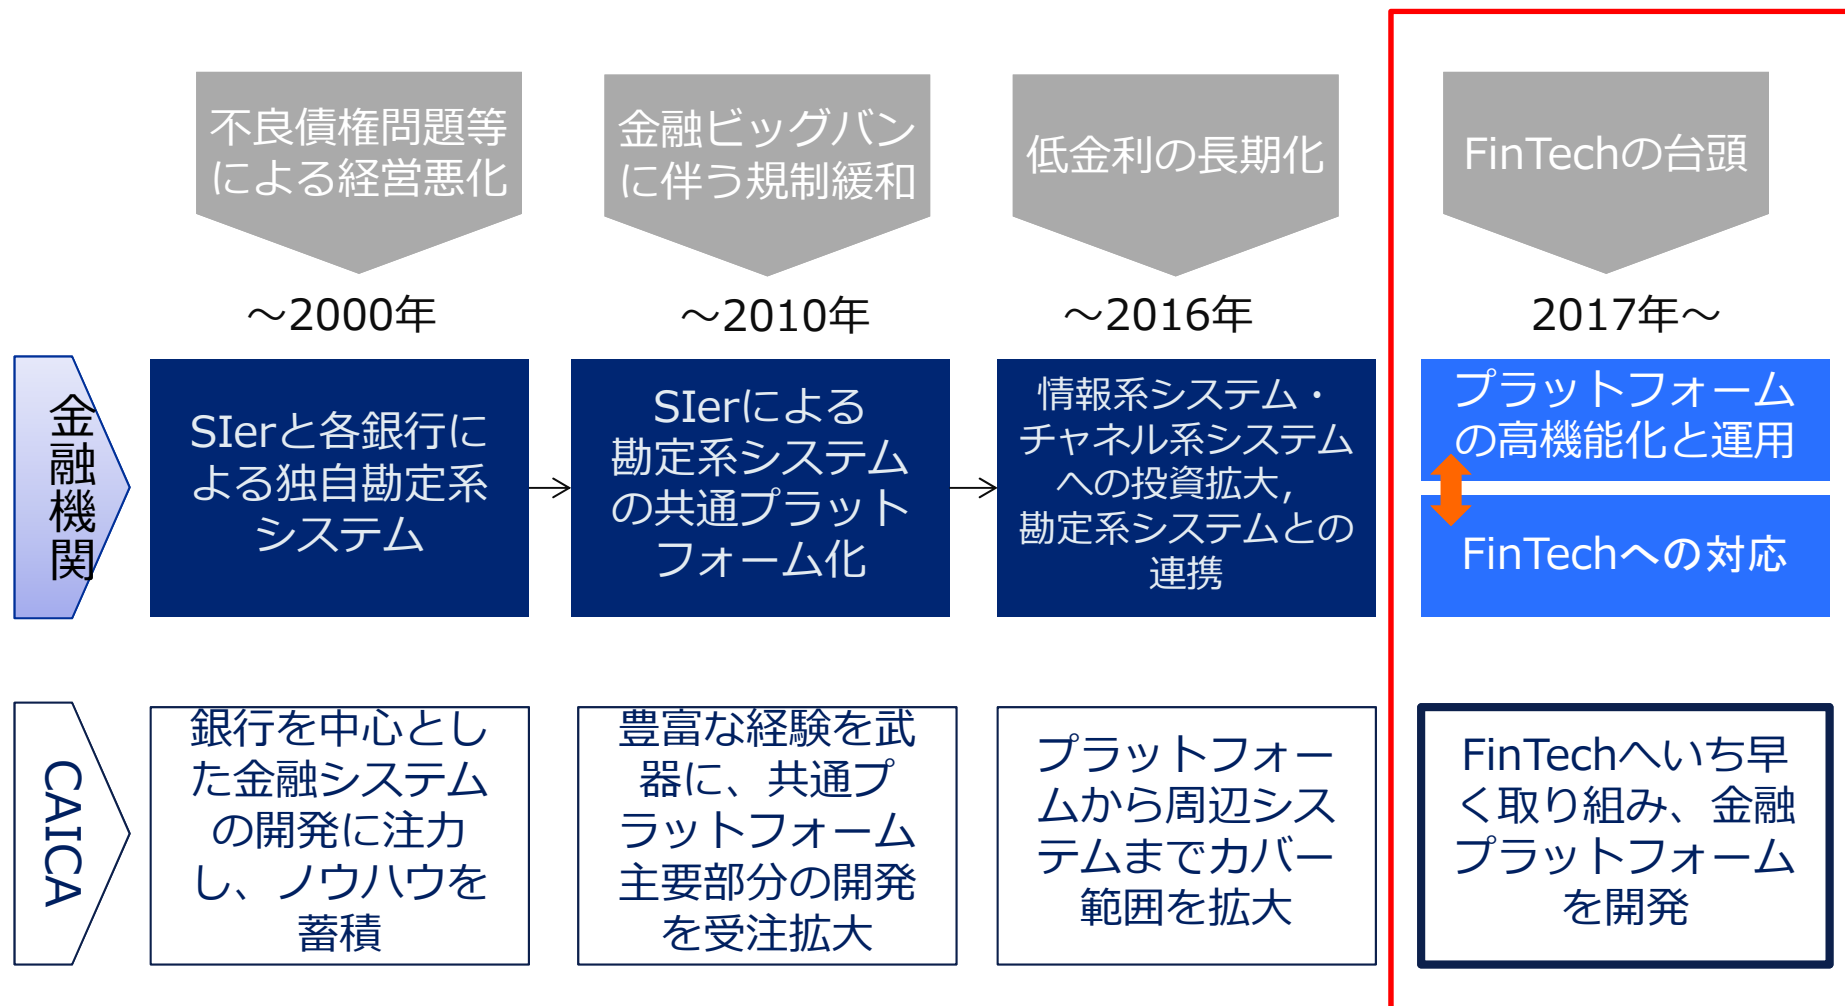 不良債権問題等
による経営悪化
金融ビッグバン
に伴う規制緩和
低金利の長期化
FinTechの台頭
～2000年
～2010年
～2016年
2017年～
金融機関
SIerと各銀行に
よる独自勘定系
システム
SIerによる
勘定系システム
の共通プラット
フォーム化
情報系システム・
チャネル系システム
への投資拡大,
勘定系システムとの
連携
プラットフォーム
の高機能化と運用
FinTechへの対応
CAICA
銀行を中心とし
た金融システム
の開発に注力
し、ノウハウを
蓄積
豊富な経験を武
器に、共通プ
ラットフォーム
主要部分の開発
を受注拡大
プラットフォー
ムから周辺シス
テムまでカバー
範囲を拡大
FinTechへいち早
く取り組み、金融
プラットフォーム
を開発